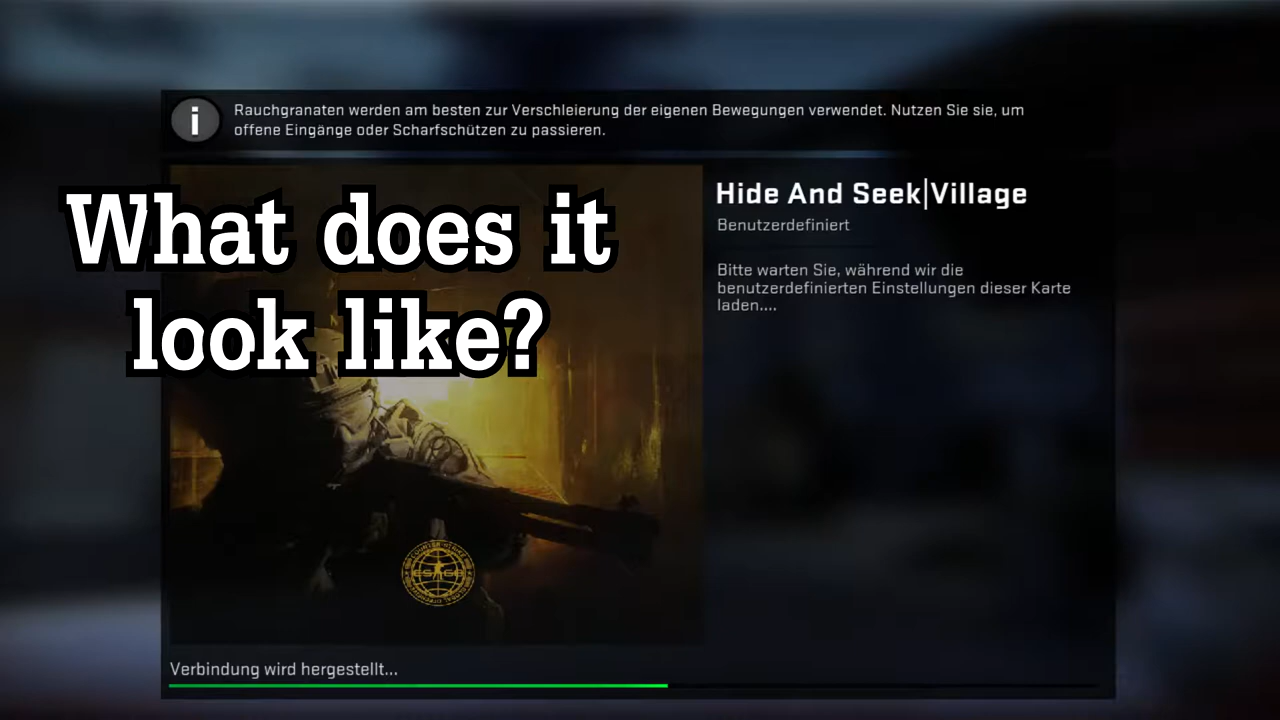 Rauchgranaten werden am besten zur Verschleierung der eigenen Bewegungen verwendet. Nutzen Sie sie, um
offene Eingänge oder Scharfschützen zu passieren.
What does it
look like?
Hide And Seek|Village
Benutzerdefiniert
Bitte warten Sie, während wir die
benutzerdefinierten Einstellungen dieser Karte
laden....
CS GO
Verbindung wird hergestellt...